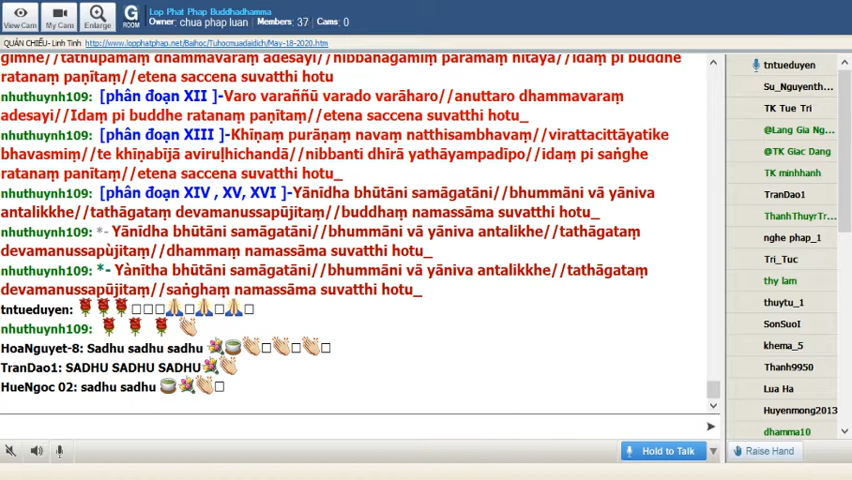 Lop Phat Phap Buddhadhamma
Owner: chua phap luan Members: 37 Cams: 0
View Cam
My Cam
Enlarge
G
ROOM
QUÁN CHIẾU- Linh Tinh http://www.lopphatphap.net/Baihoc/Tuhocmuadaidich/May-18-2020.htm
gimhe//tathūpamaṃ dhammavaraṃ adesayi//nibbānagāmiṃ paramaṃ hitāya//idaṃ pi buddhe
ratanaṃ paṇītaṃ//etena saccena suvatthi hotu
nhuthuynh109: [phân đoạn XII ]-Varo varaññū varado varāharo//anuttaro dhammavaraṃ
adesayi//Idaṃ pi buddhe ratanaṃ paṇītaṃ//etena saccena suvatthi hotu_
nhuthuynh109: [phân đoạn XIII ]-Khīṇaṃ purāṇaṃ navaṃ natthisambhavaṃ//virattacittāyatike
bhavasmiṃ//te khīṇabījā aviruḷhichandā//nibbanti dhīrā yathāyampadīpo//idaṃ pi saṅghe
ratanaṃ paṇītaṃ//etena saccena suvatthi hotu_
nhuthuynh109: [phân đoạn XIV , XV, XVI ]-Yānīdha bhūtāni samāgatāni//bhummāni vā yāniva
antalikkhe//tathāgataṃ devamanussapūjitaṃ//buddhaṃ namassāma suvatthi hotu_
nhuthuynh109: *- Yānīdha bhūtāni samāgatāni//bhummāni vā yāniva antalikhe//tathāgataṃ
devamanussapùjitaṃ//dhammaṃ namassāma suvatthi hotu_
nhuthuynh109: *- Yànītha bhūtāni samāgatāni//bhummāni vā yāniva antalikkhe//tathāgataṃ
devamanussapūjitaṃ//saṅghaṃ namassāma suvatthi hotu_
tntueduyen: 🌹🌹🌹□□□🙏□🙏□🙏□
nhuthuynh109: 🌹 🌹 🌹 👏
HoaNguyet-8: Sadhu sadhu sadhu 💐🍵👏□👏□👏□
TranDao1: SADHU SADHU SADHU 💐👏
HueNgoc 02: sadhu sadhu 🍵💐👏□
tntueduyen
Su_Nguyenth...
TK Tue Tri
@Lang Gia Ng...
@TK Giac Dang
TK minhhanh
TranDao1
ThanhThuyrTr...
nghe phap_1
Tri_Tuc
thy lam
thuytu_1
SonSuoI
khema_5
Thanh9950
Lua Ha
Huyenmong2013
dhamma10
Hold to Talk
Raise Hand